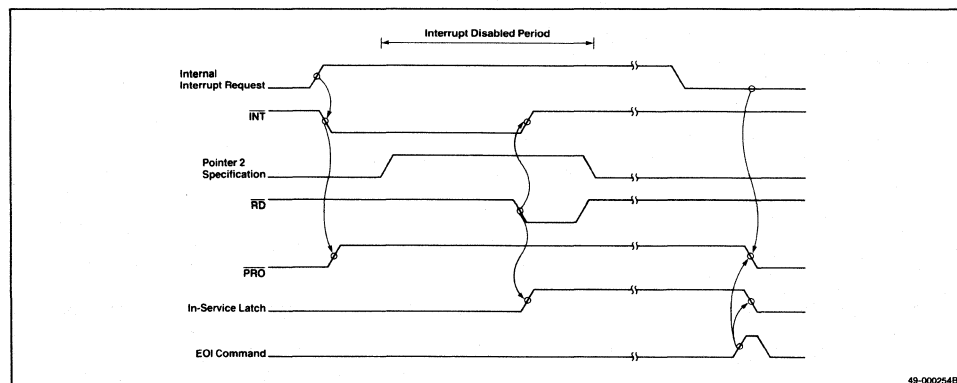 Interrupt Disabled Period
Internal
Interrupt Request
INT
Pointer 2
Specification
RD
PRO
In-Service Latch
EOI Command
49-000254B